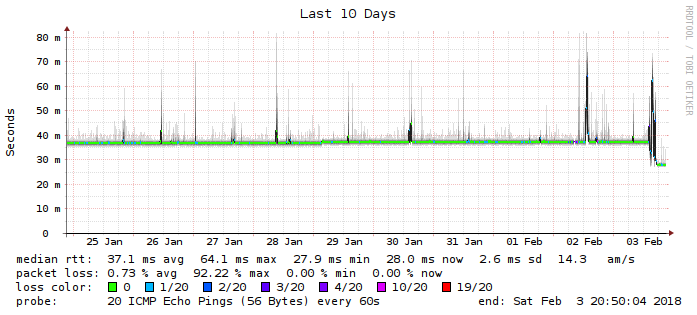 Last 10 Days
RRDTOOL / TOBI OETIKER
Seconds
80 m
70 m
60 m
50 m
40 m
30 m
20 m
10 m
0
25 Jan 26 Jan 27 Jan 28 Jan 29 Jan 30 Jan 31 Jan 01 Feb 02 Feb 03 Feb
median rtt: 37.1 ms avg 64.1 ms max 27.9 ms min 28.0 ms now 2.6 ms sd 14.3 am/s
packet loss: 0.73 % avg 92.22 % max 0.00 % min 0.00 % now
loss color: 0 1/20 2/20 3/20 4/20 10/20 19/20
probe: 20 ICMP Echo Pings (56 Bytes) every 60s end: Sat Feb 3 20:50:04 2018